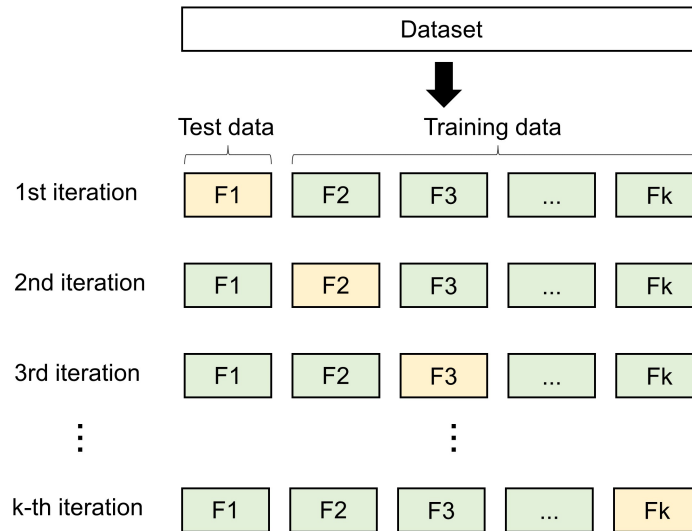 Dataset
Test data Training data
1st iteration F1 F2 F3 ... Fk
2nd iteration F1 F2 F3 ... Fk
3rd iteration F1 F2 F3 ... Fk
⋮ ⋮
k-th iteration F1 F2 F3 ... Fk